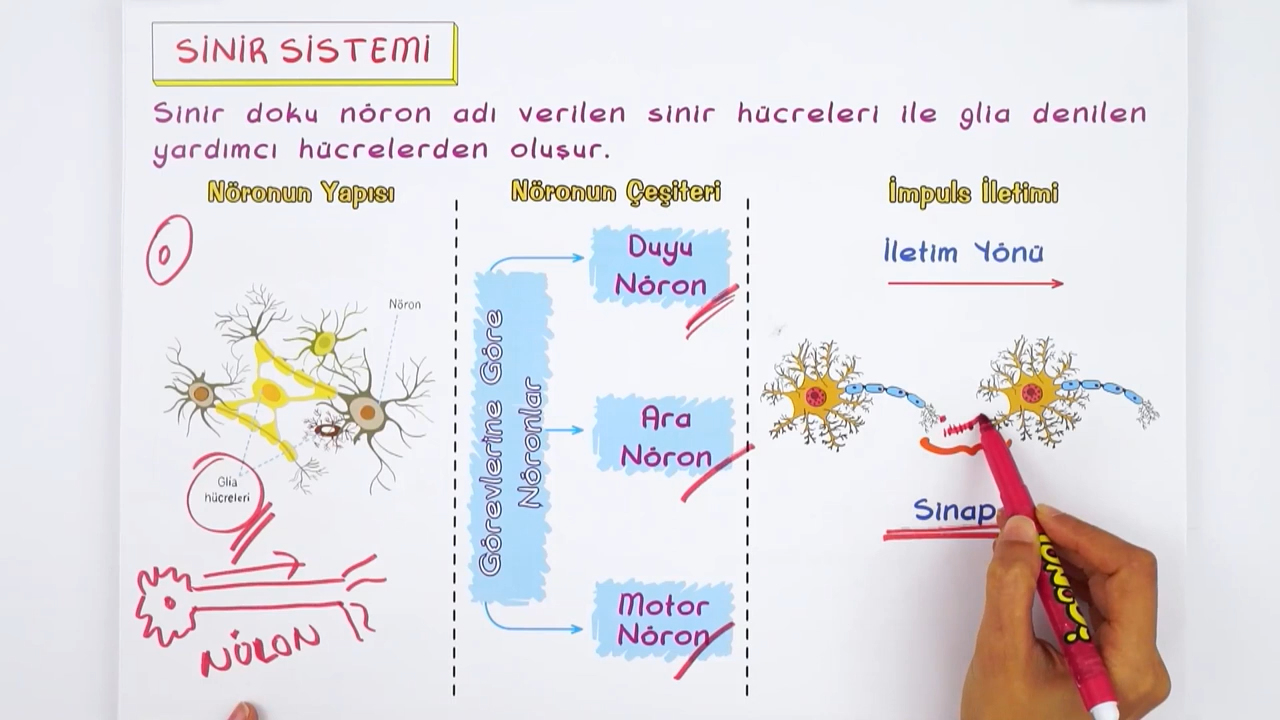 SİNİR SİSTEMİ
Sinir doku nöron adı verilen sinir hücreleri ile glia denilen
yardımcı hücrelerden oluşur.
Nöronun Yapısı
Nöron
Glia
hücreleri
NÖRON
Nöronun Çeşiteri
Görevlerine Göre
Nöronlar
Duyu
Nöron
Ara
Nöron
Motor
Nöron
İmpuls İletimi
İletim Yönü
Sinap